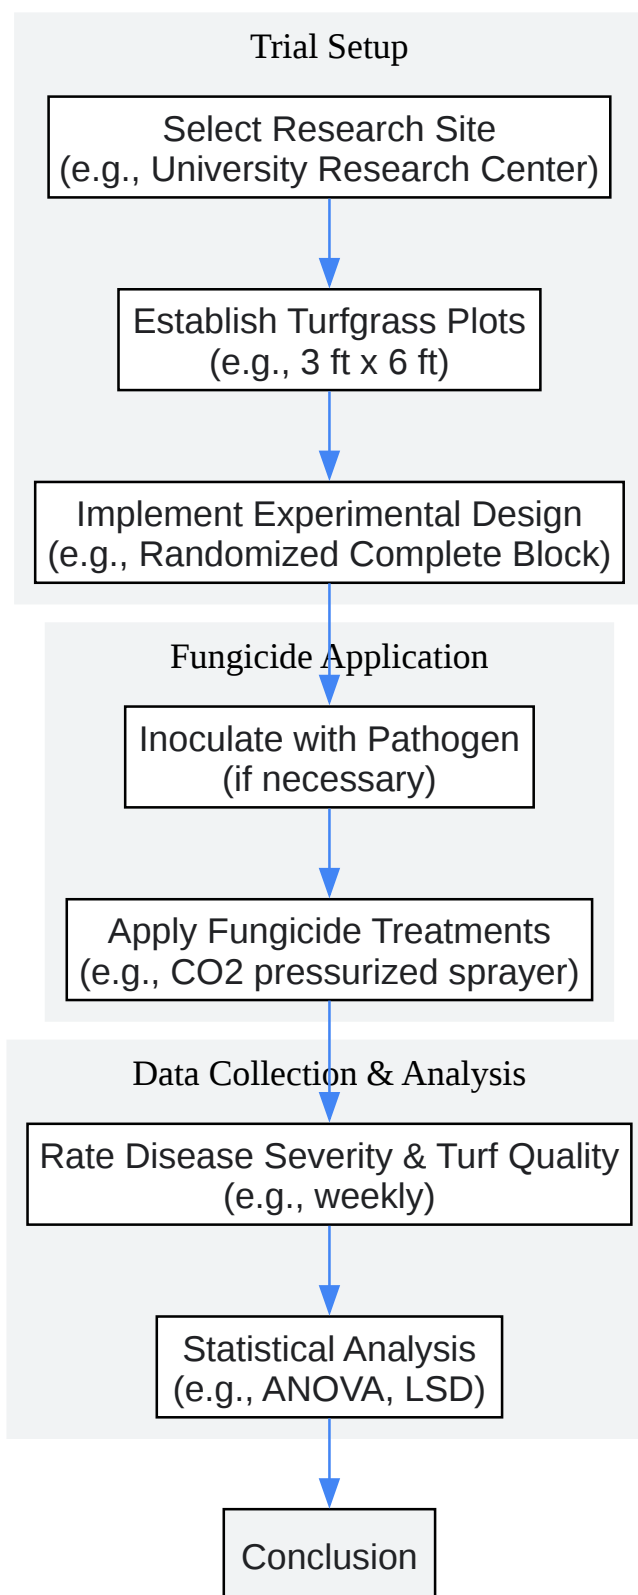 Trial Setup
Select Research Site
(e.g., University Research Center)
Establish Turfgrass Plots
(e.g., 3 ft x 6 ft)
Implement Experimental Design
(e.g., Randomized Complete Block)
Fungicide Application
Inoculate with Pathogen
(if necessary)
Apply Fungicide Treatments
(e.g., CO2 pressurized sprayer)
Data Collection & Analysis
Rate Disease Severity & Turf Quality
(e.g., weekly)
Statistical Analysis
(e.g., ANOVA, LSD)
Conclusion